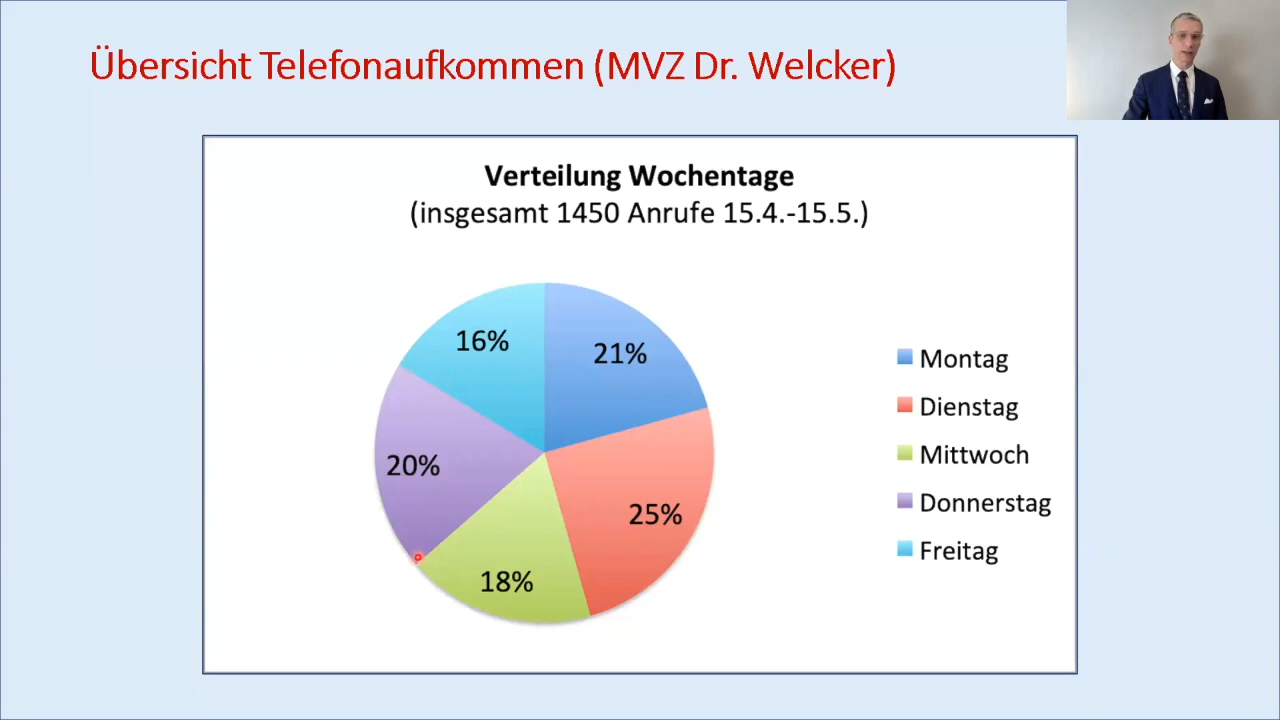 Übersicht Telefonaufkommen (MVZ Dr. Welcker)
Verteilung Wochentage
(insgesamt 1450 Anrufe 15.4.-15.5.)
16%
21%
20%
25%
18%
Montag
Dienstag
Mittwoch
Donnerstag
Freitag